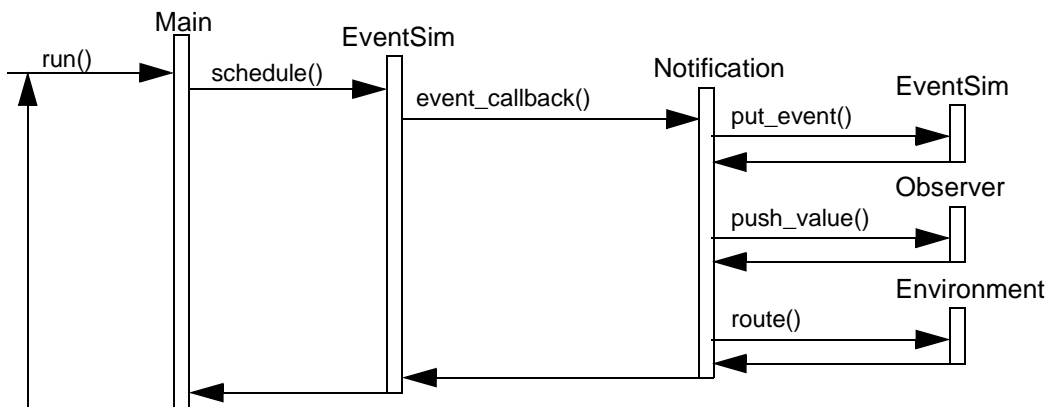 Main
EventSim
run()
schedule()
Notification
EventSim
event_callback()
put_event()
Observer
push_value()
Environment
route()